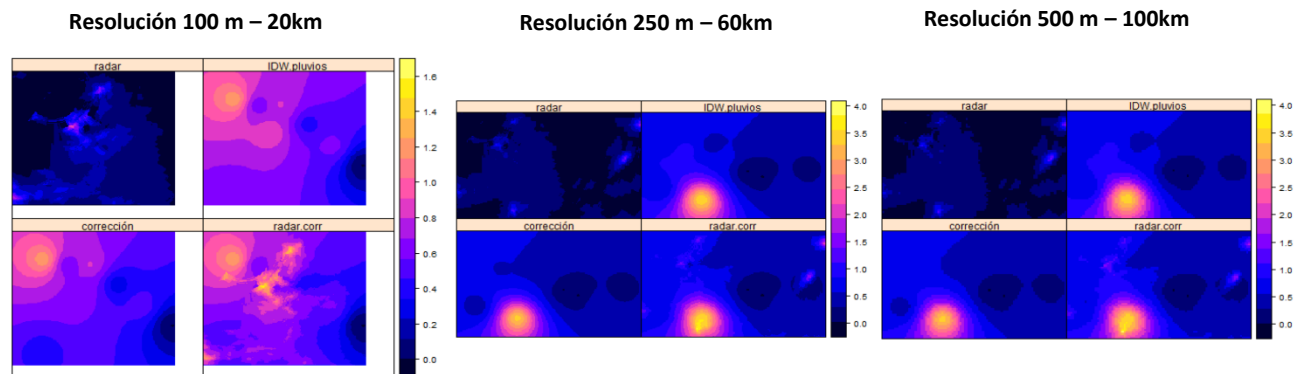 Resolución 100 m – 20km
radar
IDW.pluvios
corrección
radar.corr
1.6
1.4
1.2
1.0
0.8
0.6
0.4
0.2
0.0
Resolución 250 m – 60km
radar
IDW.pluvios
corrección
radar.corr
4.0
3.5
3.0
2.5
2.0
1.5
1.0
0.5
0.0
Resolución 500 m – 100km
radar
IDW.pluvios
corrección
radar.corr
4.0
3.5
3.0
2.5
2.0
1.5
1.0
0.5
0.0